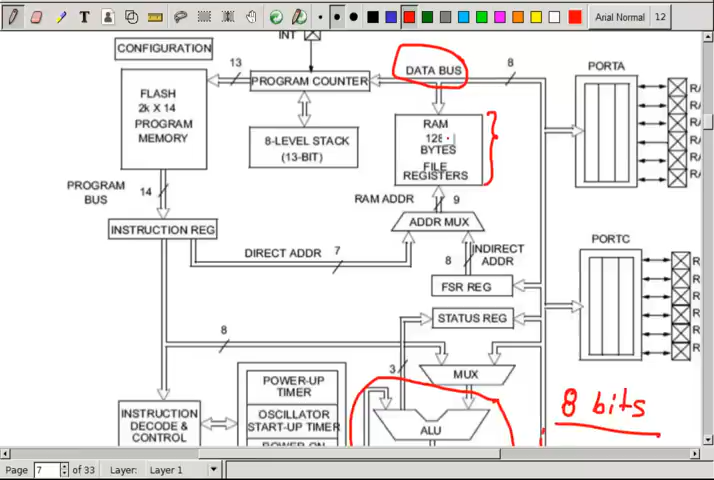 Arial Normal 12
INT
CONFIGURATION
13
PROGRAM COUNTER
DATA BUS
8
PORTA
FLASH
2k X 14
PROGRAM
MEMORY
8-LEVEL STACK
(13-BIT)
RAM
128
BYTES
FILE
REGISTERS
PROGRAM
BUS
14
RAM ADDR
9
INSTRUCTION REG
ADDR MUX
PORTC
DIRECT ADDR
7
8
INDIRECT
ADDR
FSR REG
STATUS REG
8
3
MUX
POWER-UP
TIMER
8 bits
INSTRUCTION
DECODE &
CONTROL
OSCILLATOR
START-UP TIMER
ALU
POWER-ON
Page 7 of 33 Layer: Layer 1